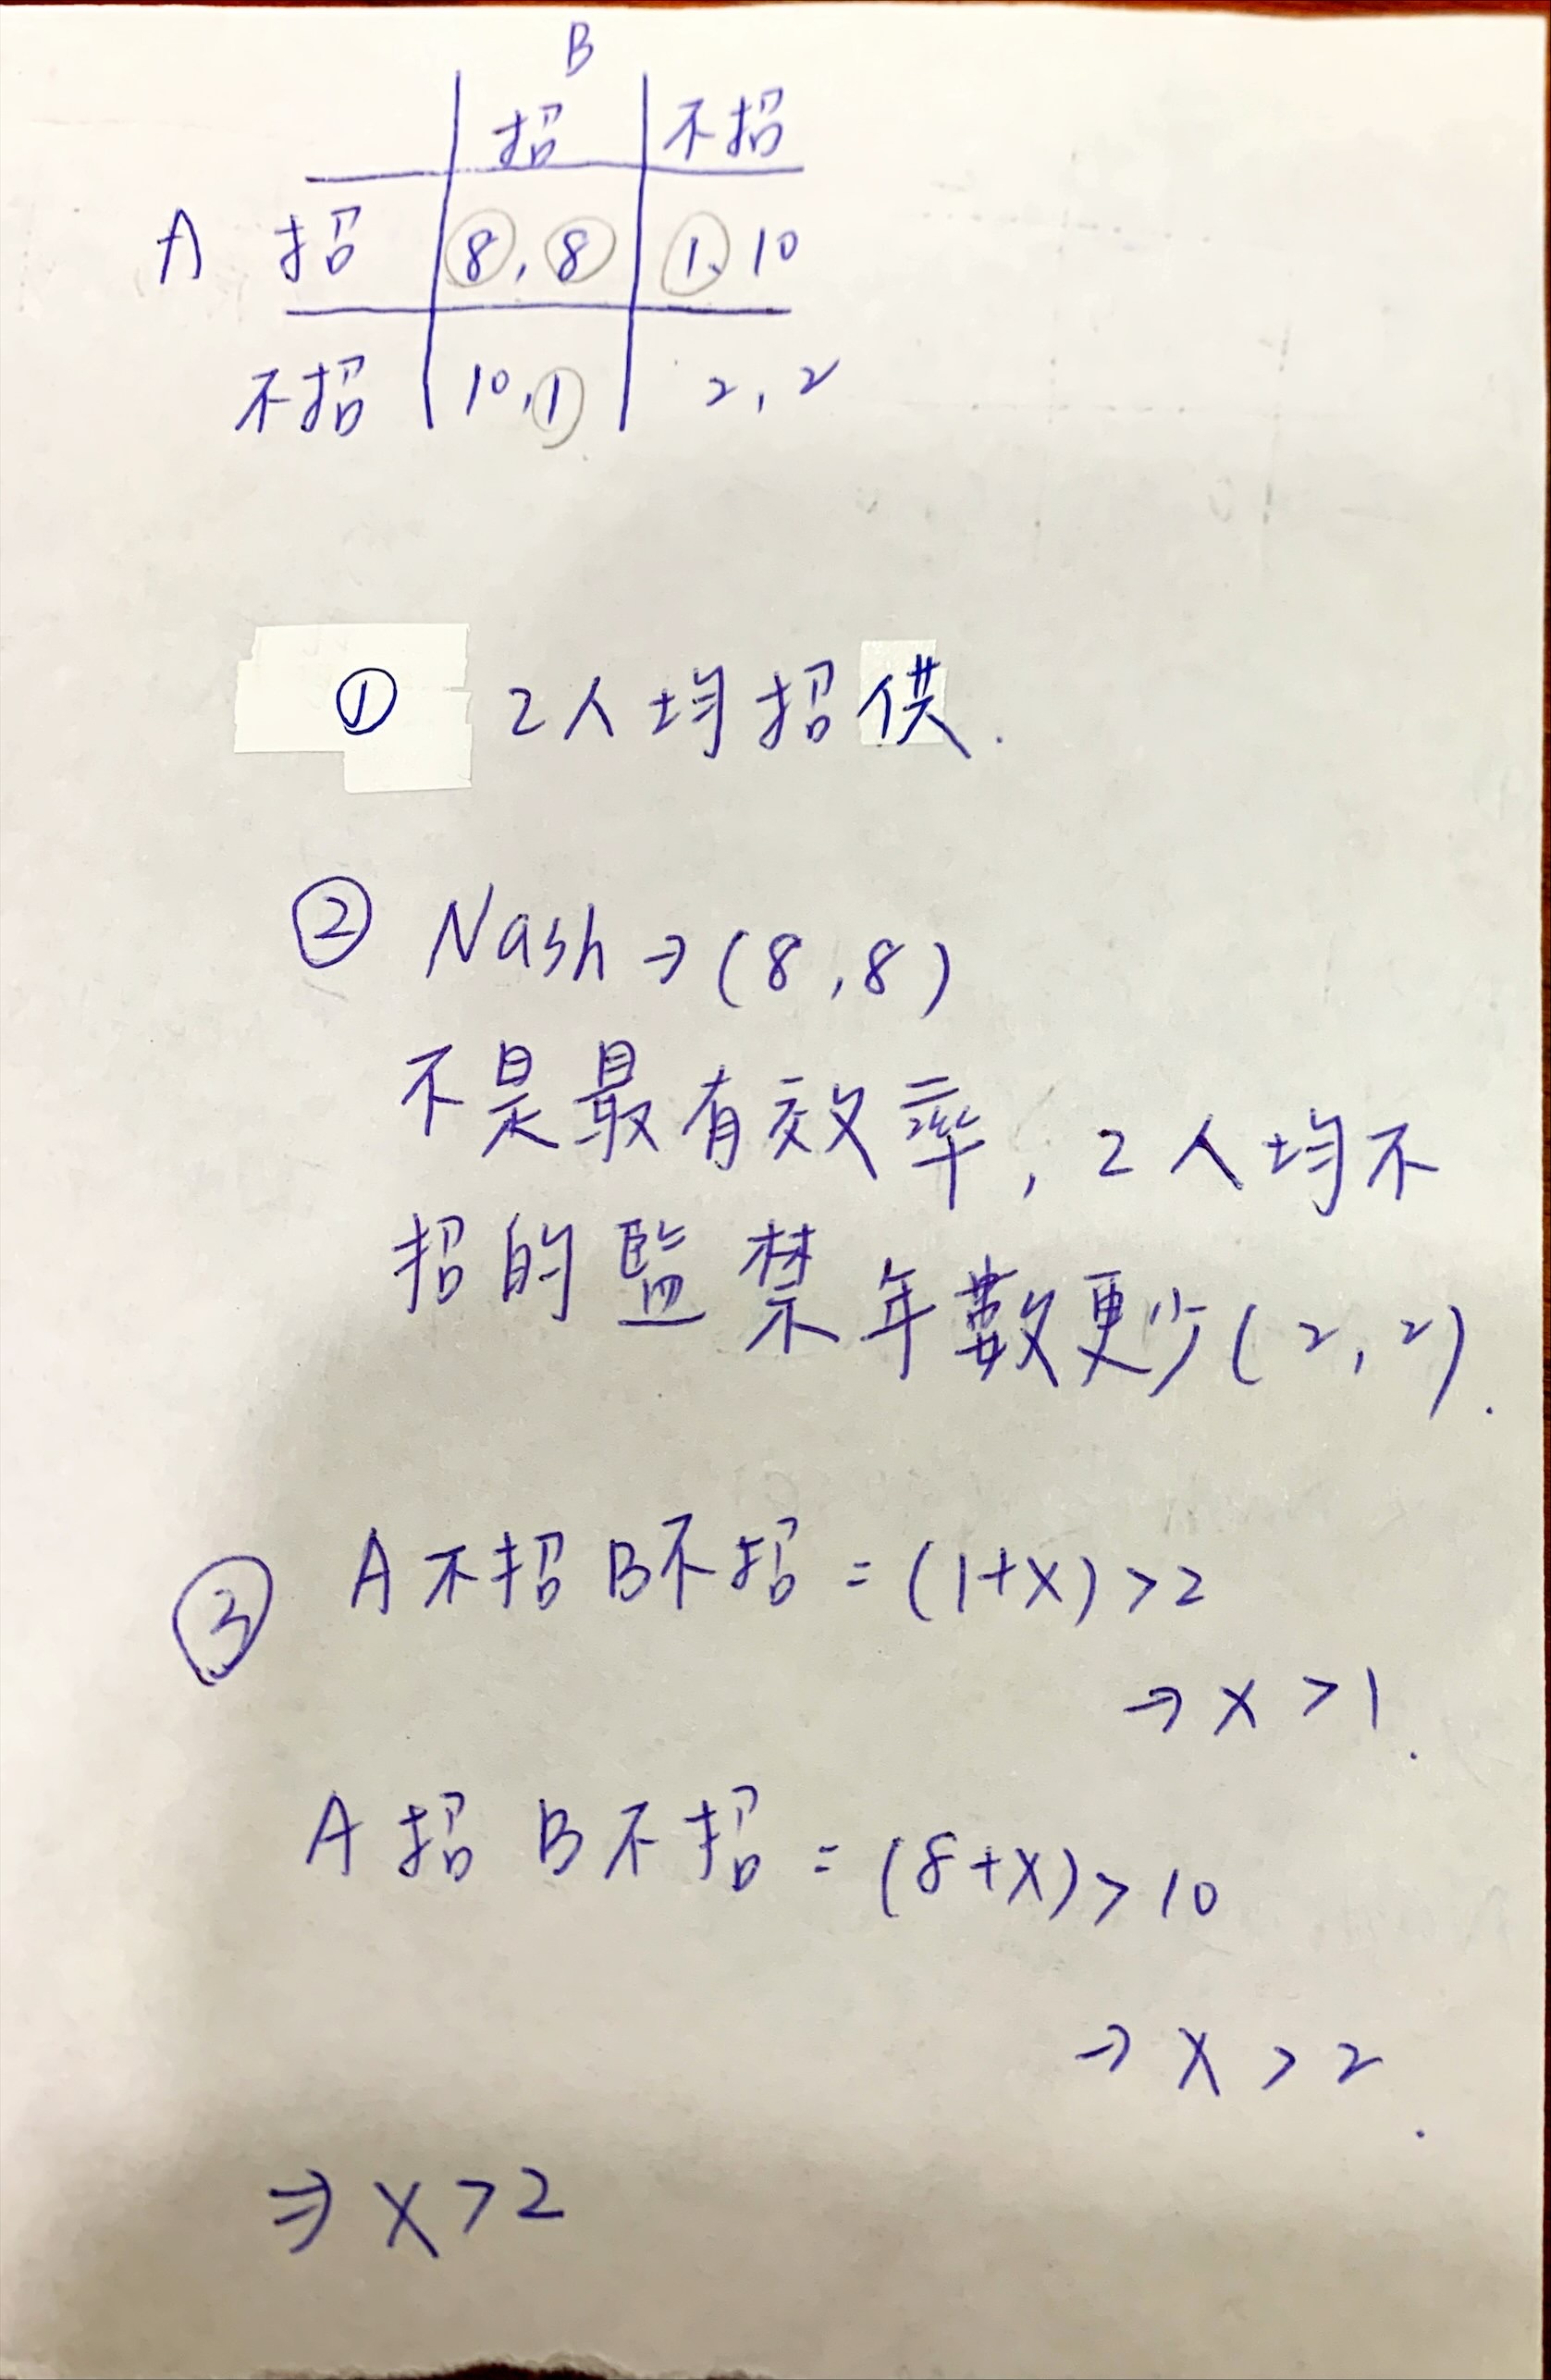 B
招 不招
A 招 8, 8 1, 10
不招 10, 1 2, 2
① 2人均招供.
② Nash → (8, 8)
不是最有效率, 2人均不
招的監禁年數更少(2, 2).
③ A不招 B不招 = (1+X) > 2
→ X > 1.
A招 B不招 = (8+X) > 10
→ X > 2.
⇒ X > 2